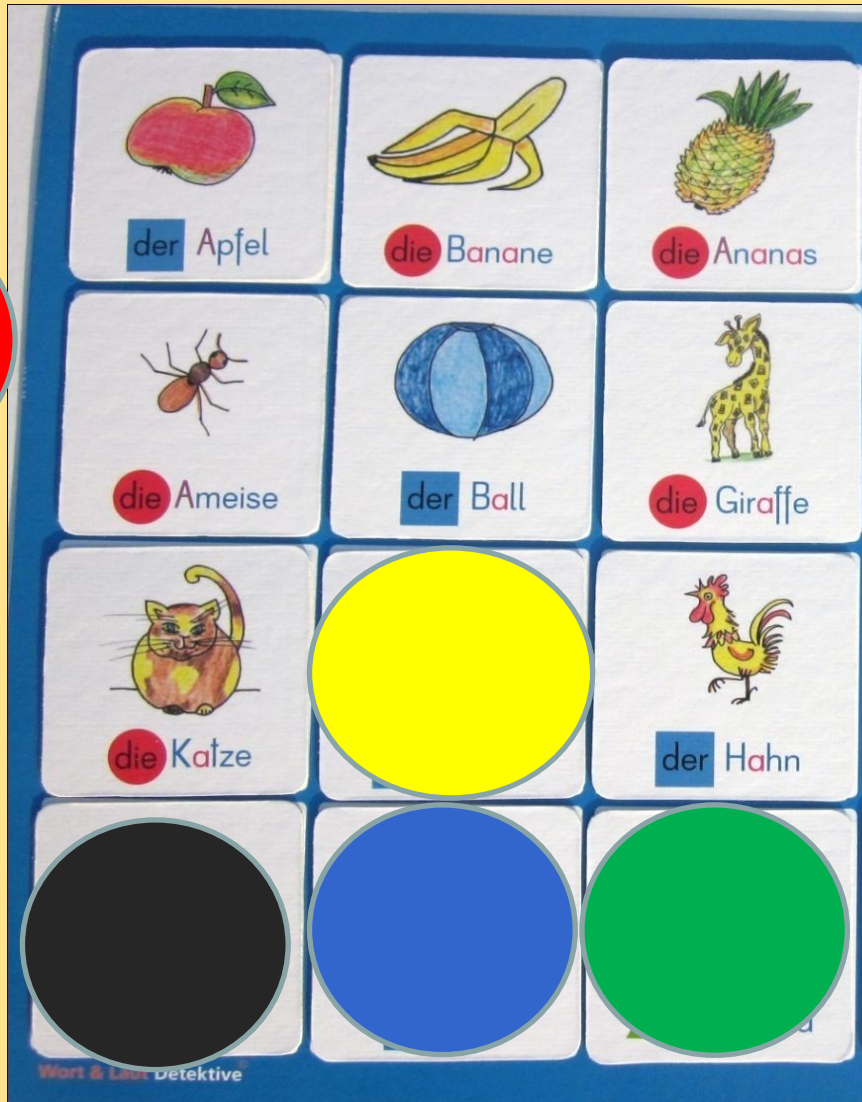 der Apfel
die Banane
die Ananas
die Ameise
der Ball
die Giraffe
die Katze
der Hahn
Wort & Laut Detektive